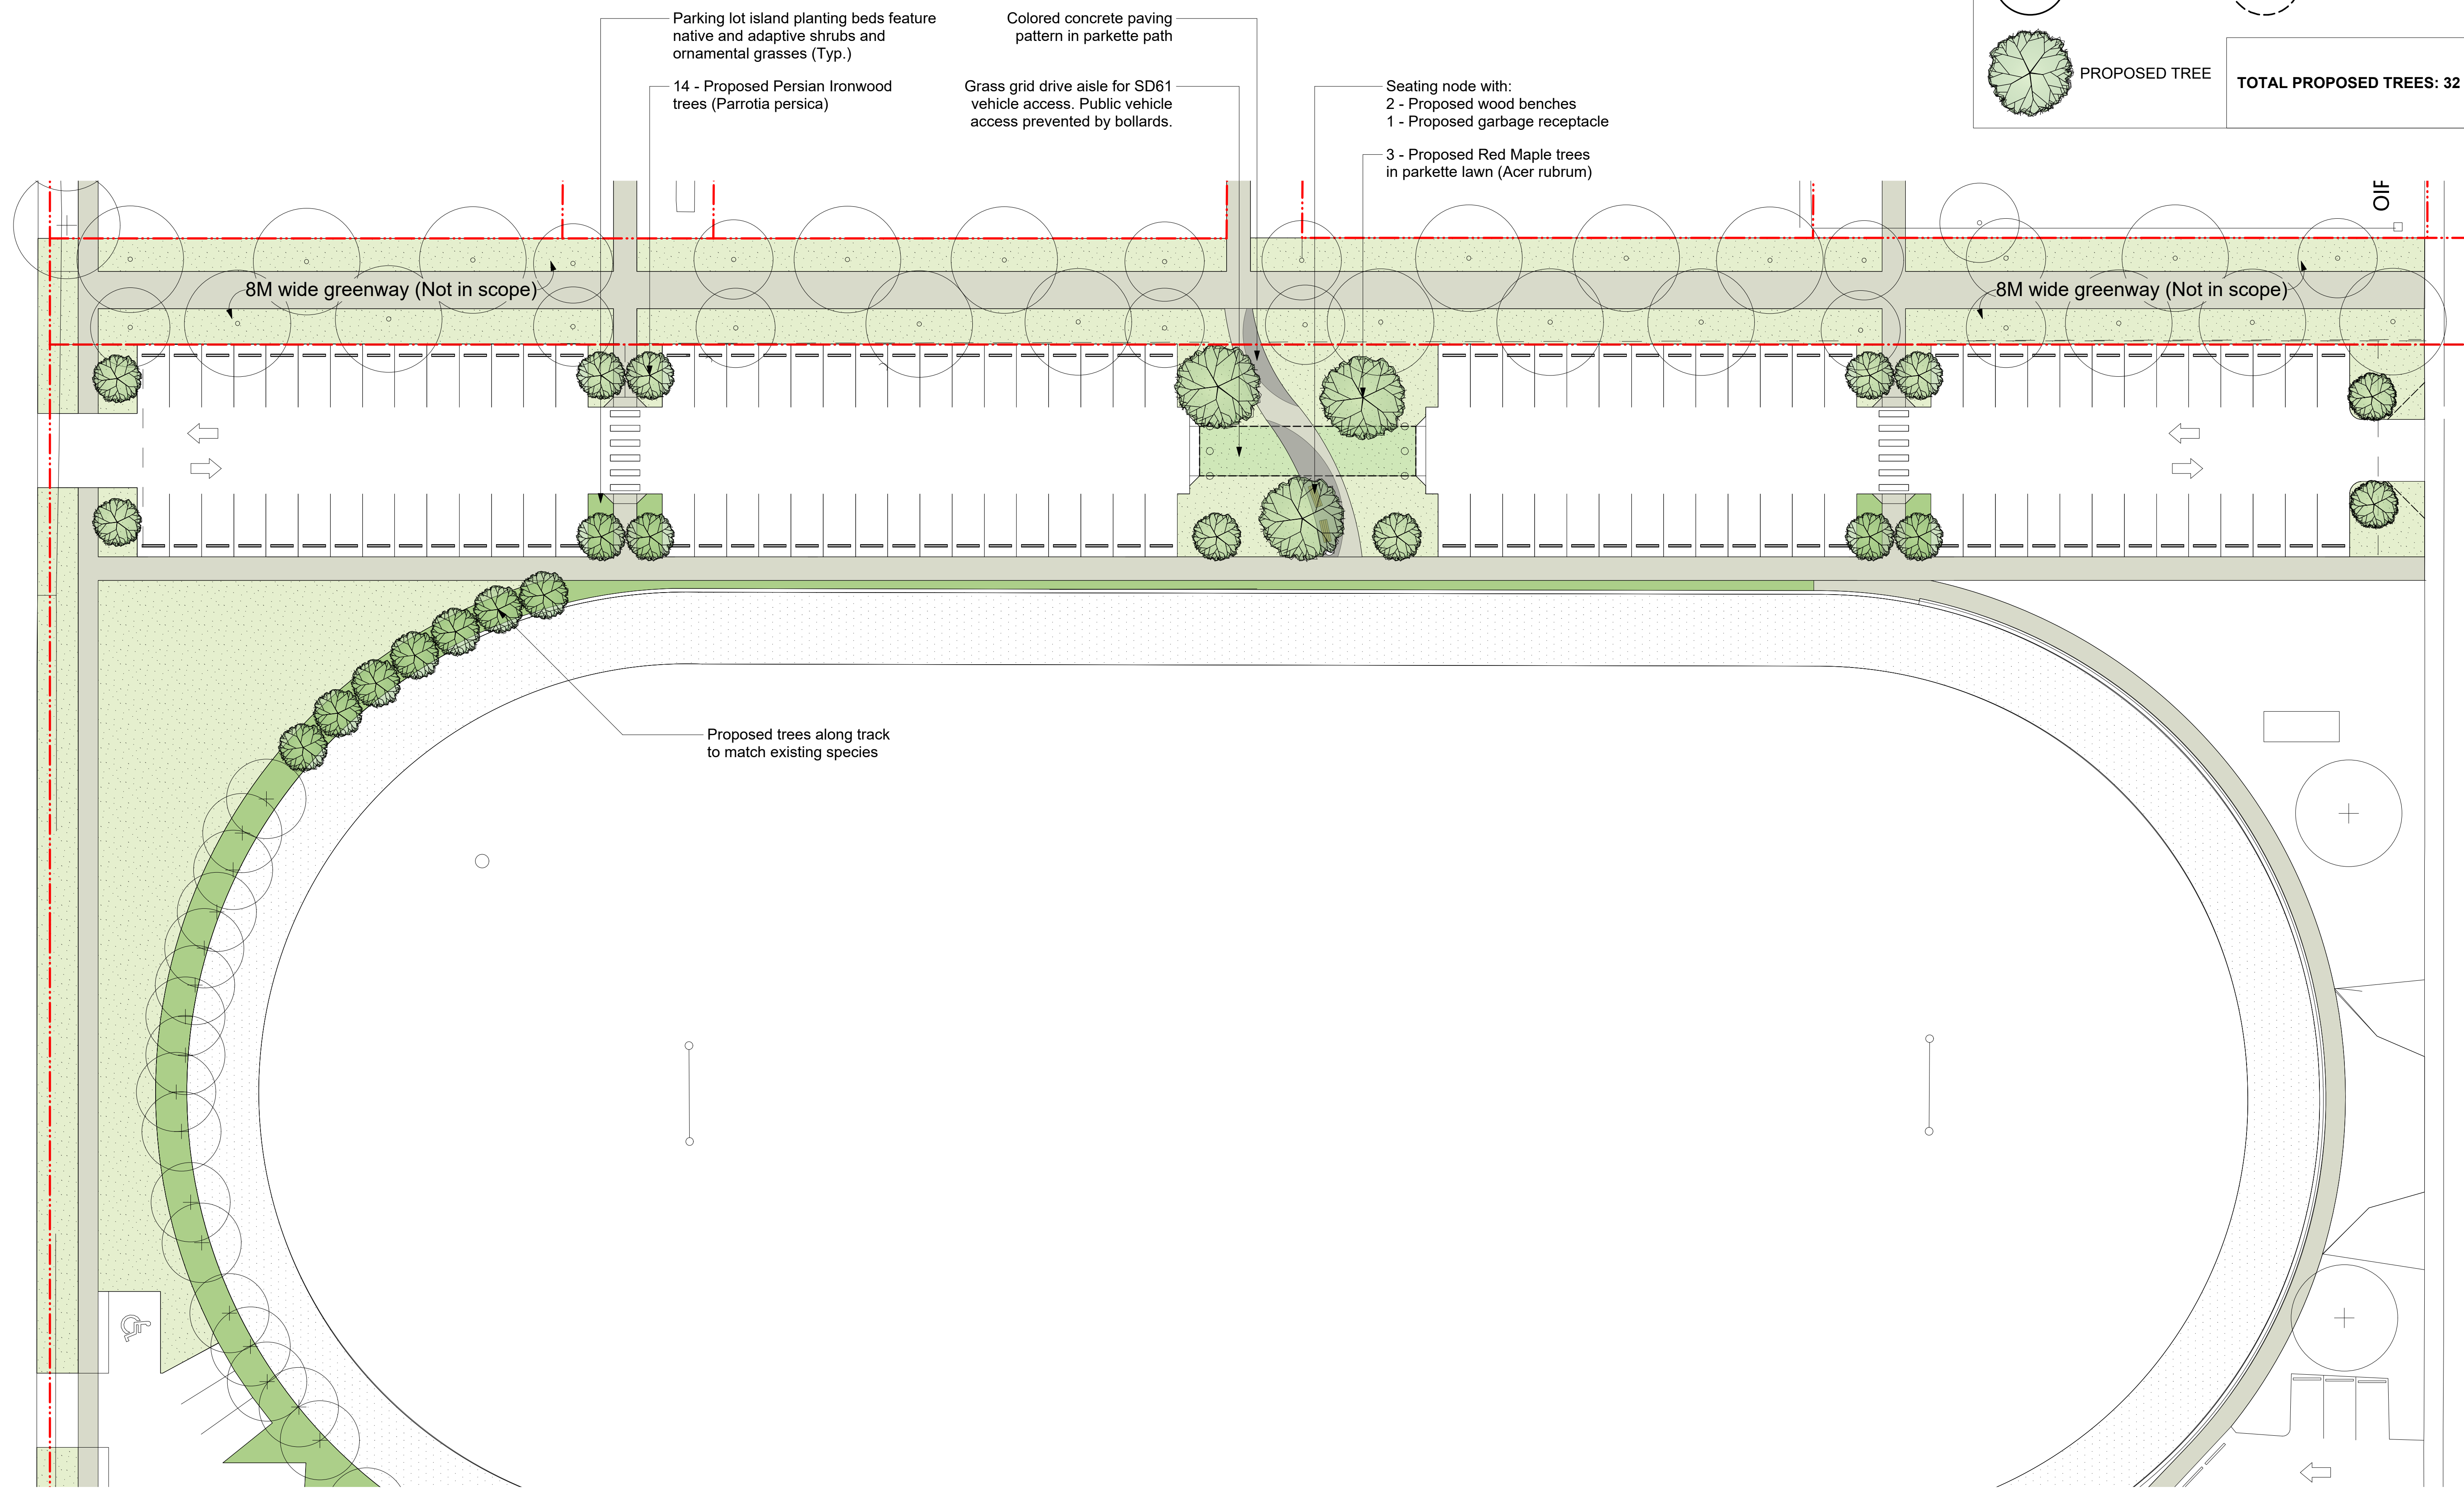 Parking lot island planting beds feature
native and adaptive shrubs and
ornamental grasses (Typ.)
14 - Proposed Persian Ironwood
trees (Parrotia persica)
Colored concrete paving
pattern in parkette path
Grass grid drive aisle for SD61
vehicle access. Public vehicle
access prevented by bollards.
Seating node with:
2 - Proposed wood benches
1 - Proposed garbage receptacle
3 - Proposed Red Maple trees
in parkette lawn (Acer rubrum)
PROPOSED TREE
TOTAL PROPOSED TREES: 32
8M wide greenway (Not in scope)
8M wide greenway (Not in scope)
Proposed trees along track
to match existing species